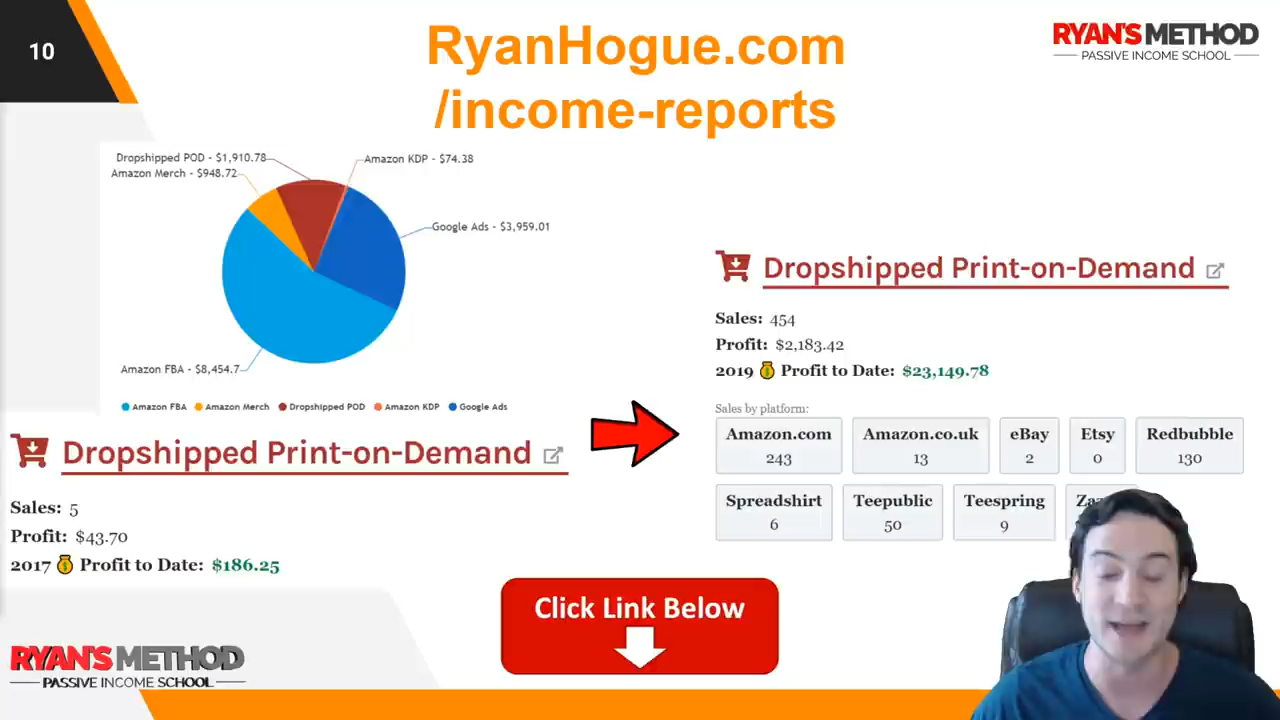 10
RyanHogue.com
/income-reports
RYAN'S METHOD
PASSIVE INCOME SCHOOL
Dropshipped POD - $1,910.78
Amazon KDP - $74.38
Amazon Merch - $948.72
Google Ads - $3,959.01
Amazon FBA - $8,454.7
Amazon FBA Amazon Merch Dropshipped POD Amazon KDP Google Ads
Dropshipped Print-on-Demand
Sales: 5
Profit: $43.70
2017 Profit to Date: $186.25
Dropshipped Print-on-Demand
Sales: 454
Profit: $2,183.42
2019 Profit to Date: $23,149.78
Sales by platform:
Amazon.com Amazon.co.uk eBay Etsy Redbubble
243 13 2 0 130
Spreadshirt Teepublic Teespring
6 50 9
Click Link Below
RYAN'S METHOD
PASSIVE INCOME SCHOOL